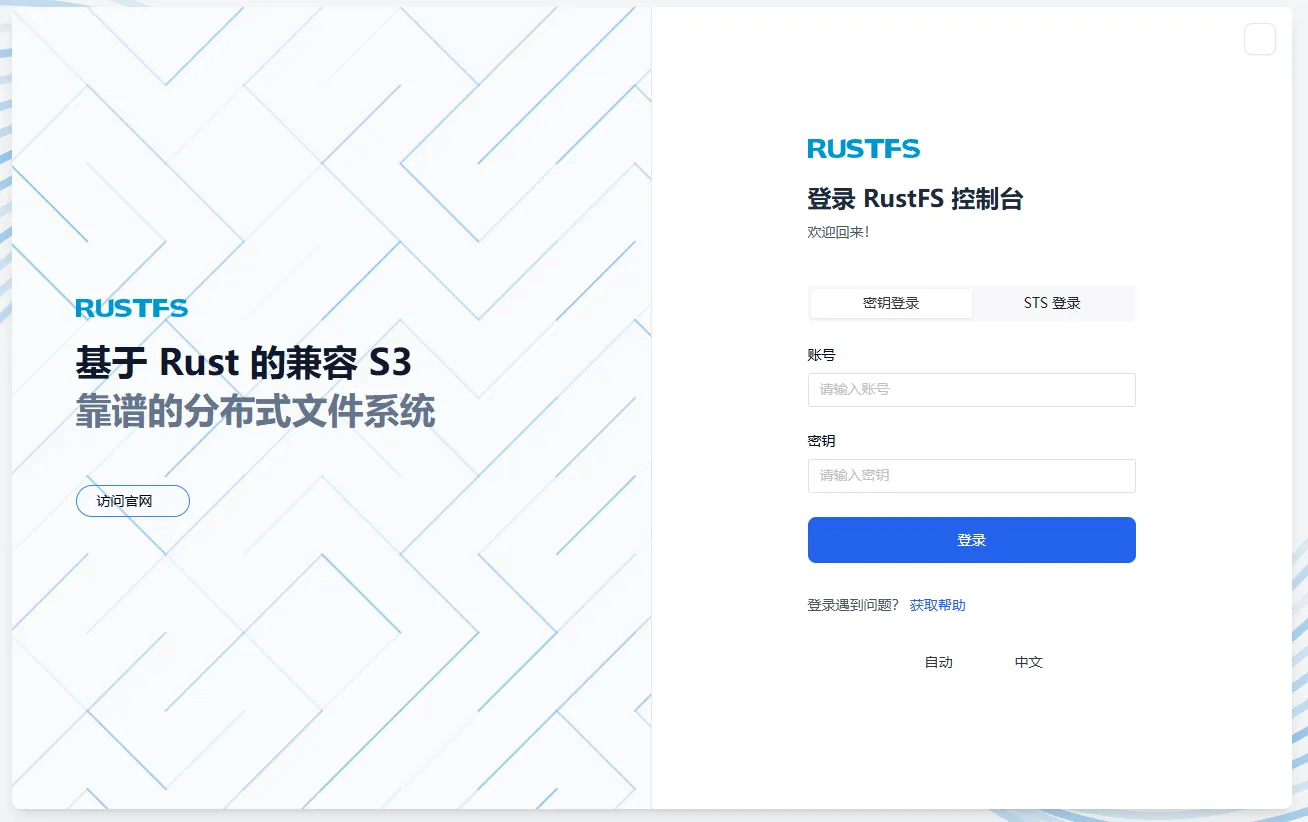 RUSTFS
基于 Rust 的兼容 S3
靠谱的分布式文件系统
访问官网
RUSTFS
登录 RustFS 控制台
欢迎回来！
密钥登录 STS 登录
账号
请输入账号
密钥
请输入密钥
登录
登录遇到问题？ 获取帮助
自动 中文